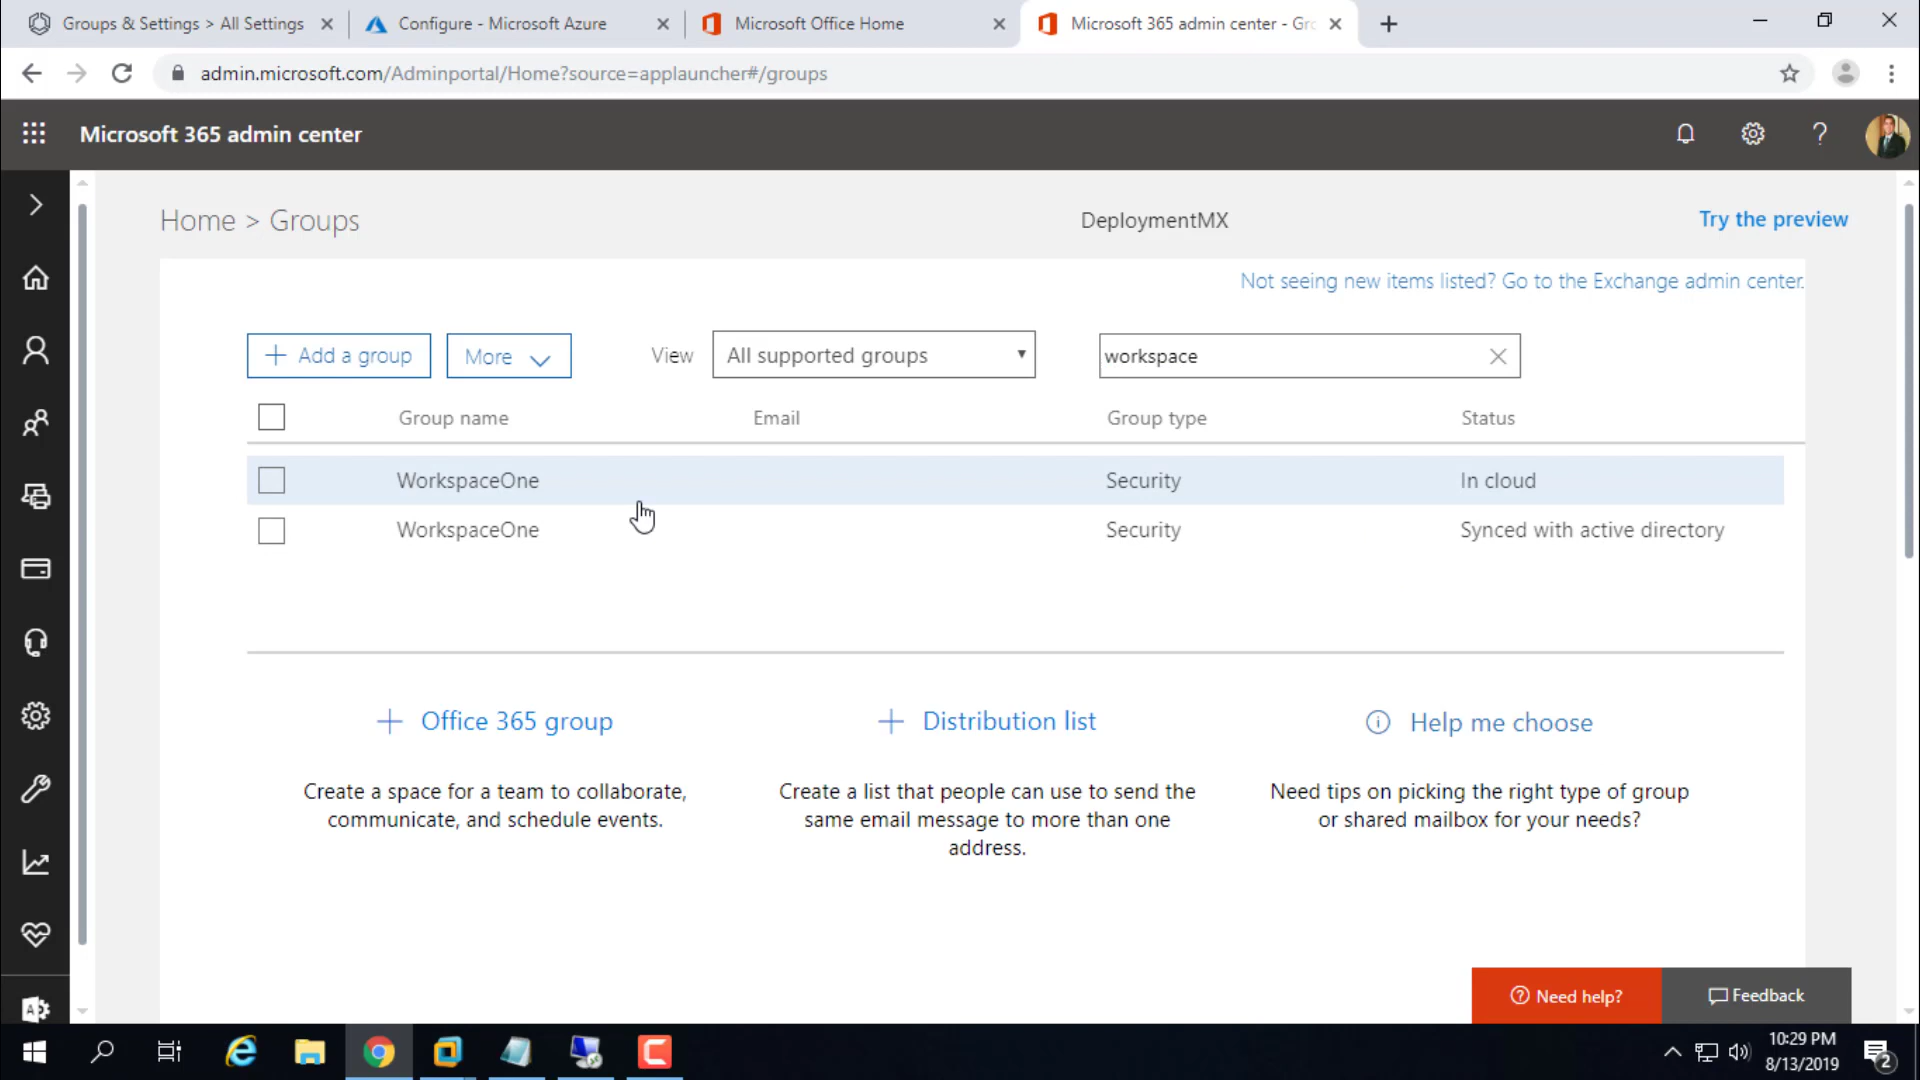 Groups & Settings > All Settings
Configure - Microsoft Azure
Microsoft Office Home
Microsoft 365 admin center - Gro
admin.microsoft.com/Adminportal/Home?source=applauncher#/groups
Microsoft 365 admin center
Home > Groups
DeploymentMX
Try the preview
Not seeing new items listed? Go to the Exchange admin center.
Add a group
More
View
All supported groups
workspace
Group name
Email
Group type
Status
WorkspaceOne
Security
In cloud
WorkspaceOne
Security
Synced with active directory
Office 365 group
Create a space for a team to collaborate,
communicate, and schedule events.
Distribution list
Create a list that people can use to send the
same email message to more than one
address.
Help me choose
Need tips on picking the right type of group
or shared mailbox for your needs?
Need help?
Feedback
10:29 PM
8/13/2019
2